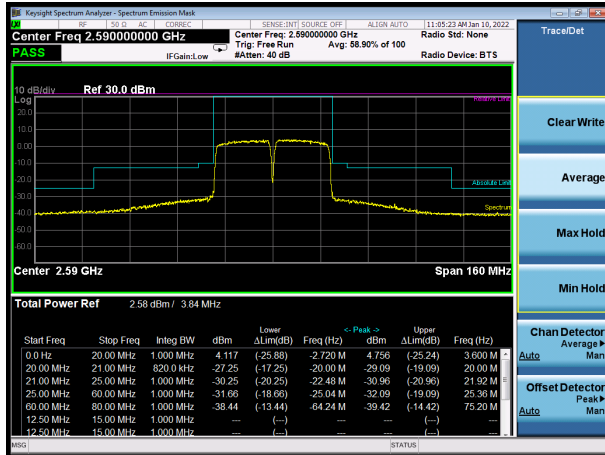 Keysight Spectrum Analyzer - Spectrum Emission Mask
RF 50 Ω AC CORREC SENSE:INT SOURCE OFF ALIGN AUTO 11:05:23 AM Jan 10, 2022
Center Freq 2.590000000 GHz Center Freq: 2.590000000 GHz Radio Std: None
Trig: Free Run Avg: 58.90% of 100
PASS IFGain:Low #Atten: 40 dB Radio Device: BTS
Trace/Det
10 dB/div Ref 30.0 dBm
Log
Relative Limit
20.0
10.0
0.00
-10.0
-20.0
Absolute Limit
-30.0
Spectrum
-40.0
-50.0
-60.0
Center 2.59 GHz Span 160 MHz
Total Power Ref 2.58 dBm / 3.84 MHz
Lower <- Peak -> Upper
Start Freq Stop Freq Integ BW dBm ΔLim(dB) Freq (Hz) dBm ΔLim(dB) Freq (Hz)
0.0 Hz 20.00 MHz 1.000 MHz 4.117 (-25.88) -2.720 M 4.756 (-25.24) 3.600 M
20.00 MHz 21.00 MHz 820.0 kHz -27.25 (-17.25) -20.00 M -29.09 (-19.09) 20.00 M
21.00 MHz 25.00 MHz 1.000 MHz -30.25 (-20.25) -22.48 M -30.96 (-20.96) 21.92 M
25.00 MHz 60.00 MHz 1.000 MHz -31.66 (-18.66) -25.04 M -32.09 (-19.09) 25.36 M
60.00 MHz 80.00 MHz 1.000 MHz -38.44 (-13.44) -64.24 M -39.42 (-14.42) 75.20 M
12.50 MHz 15.00 MHz 1.000 MHz --- (---) --- --- (---) ---
12.50 MHz 15.00 MHz 1.000 MHz --- (---) --- --- (---) ---
MSG STATUS
Clear Write
Average
Max Hold
Min Hold
Chan Detector
Average
Auto Man
Offset Detector
Peak
Auto Man